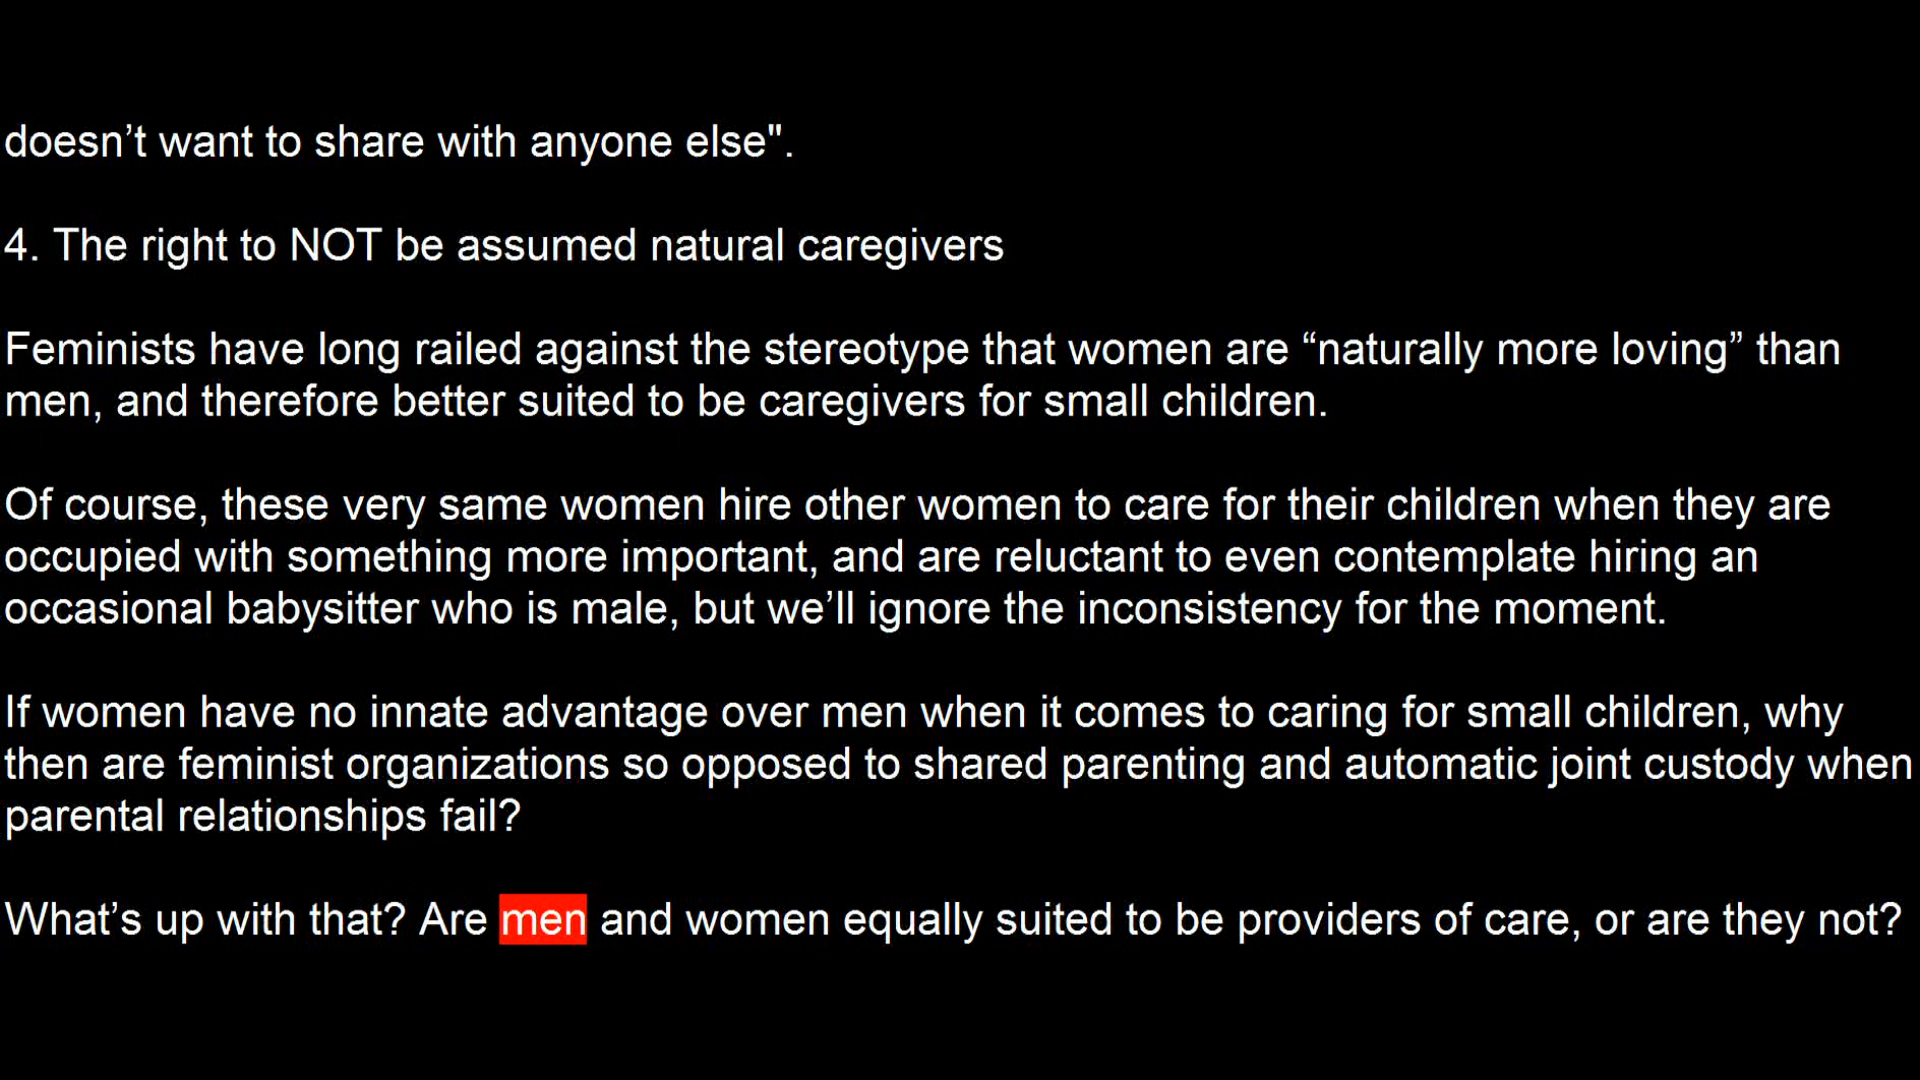 doesn’t want to share with anyone else".
4. The right to NOT be assumed natural caregivers
Feminists have long railed against the stereotype that women are “naturally more loving” than
men, and therefore better suited to be caregivers for small children.
Of course, these very same women hire other women to care for their children when they are
occupied with something more important, and are reluctant to even contemplate hiring an
occasional babysitter who is male, but we’ll ignore the inconsistency for the moment.
If women have no innate advantage over men when it comes to caring for small children, why
then are feminist organizations so opposed to shared parenting and automatic joint custody when
parental relationships fail?
What’s up with that? Are men and women equally suited to be providers of care, or are they not?